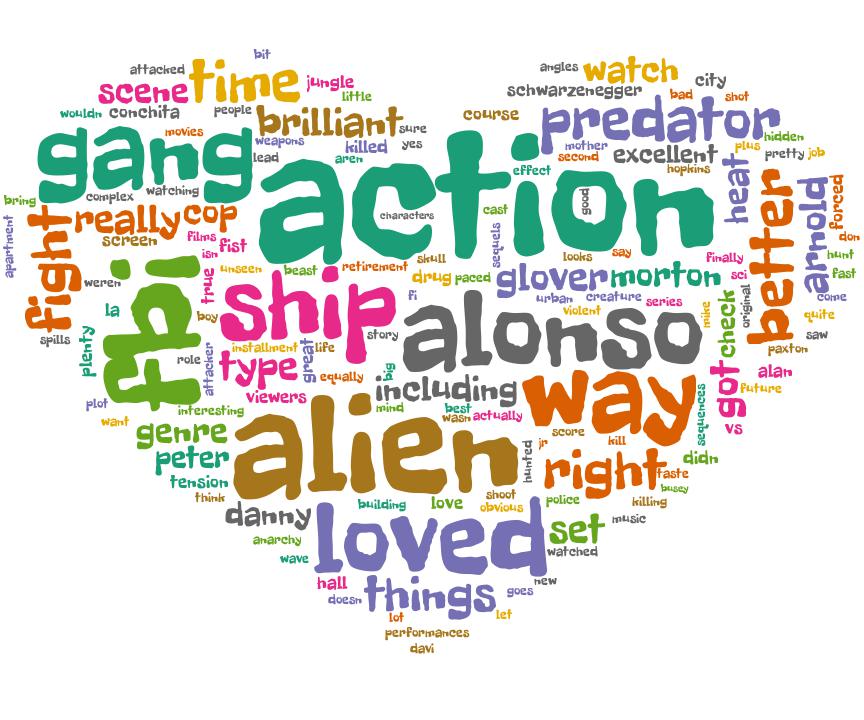 bit
attacked
time
jungle
angles
watch
city
scene
little
schwarzenegger
bad
shot
wouldn
conchita
people
brilliant
sure
course
predator
hidden
movies
weapons
killed
yes
mother
plus
gang
lead
aren
action
effect
second
excellent
hopkins
heat
pretty
job
complex
watching
bring
apartment
fight
really
cop
characters
cast
good
better
arnold
forced
don
screen
films
fist
sequels
looks
say
finally
hunt
isn
unseen
beast
retirement
skull
drug
paced
glover
morton
sci
fast
weren
fbi
true
ship
fi
urban
creature
series
original
come
la
boy
story
alonso
violent
mike
check
quite
spills
plenty
role
attacker
installment
great
life
saw
paxton
type
equally
big
including
way
got
alan
future
plot
viewers
mind
best
wasn
actually
sequences
vs
want
interesting
genre
alien
score
kill
jr
peter
hunted
right
taste
didn
tension
busey
think
shoot
killing
danny
building
love
obvious
police
music
loved
set
anarchy
watched
wave
hall
things
new
goes
doesn
lot
let
performances
davi